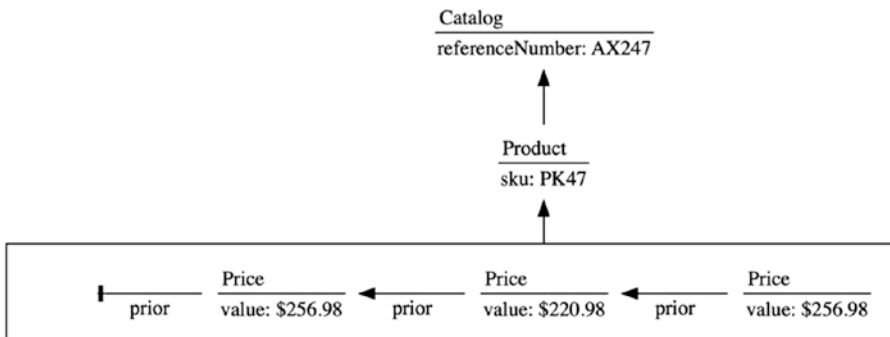 Catalog
referenceNumber: AX247
Product
sku: PK47
Price
value: $256.98
prior
Price
value: $220.98
prior
Price
value: $256.98
prior